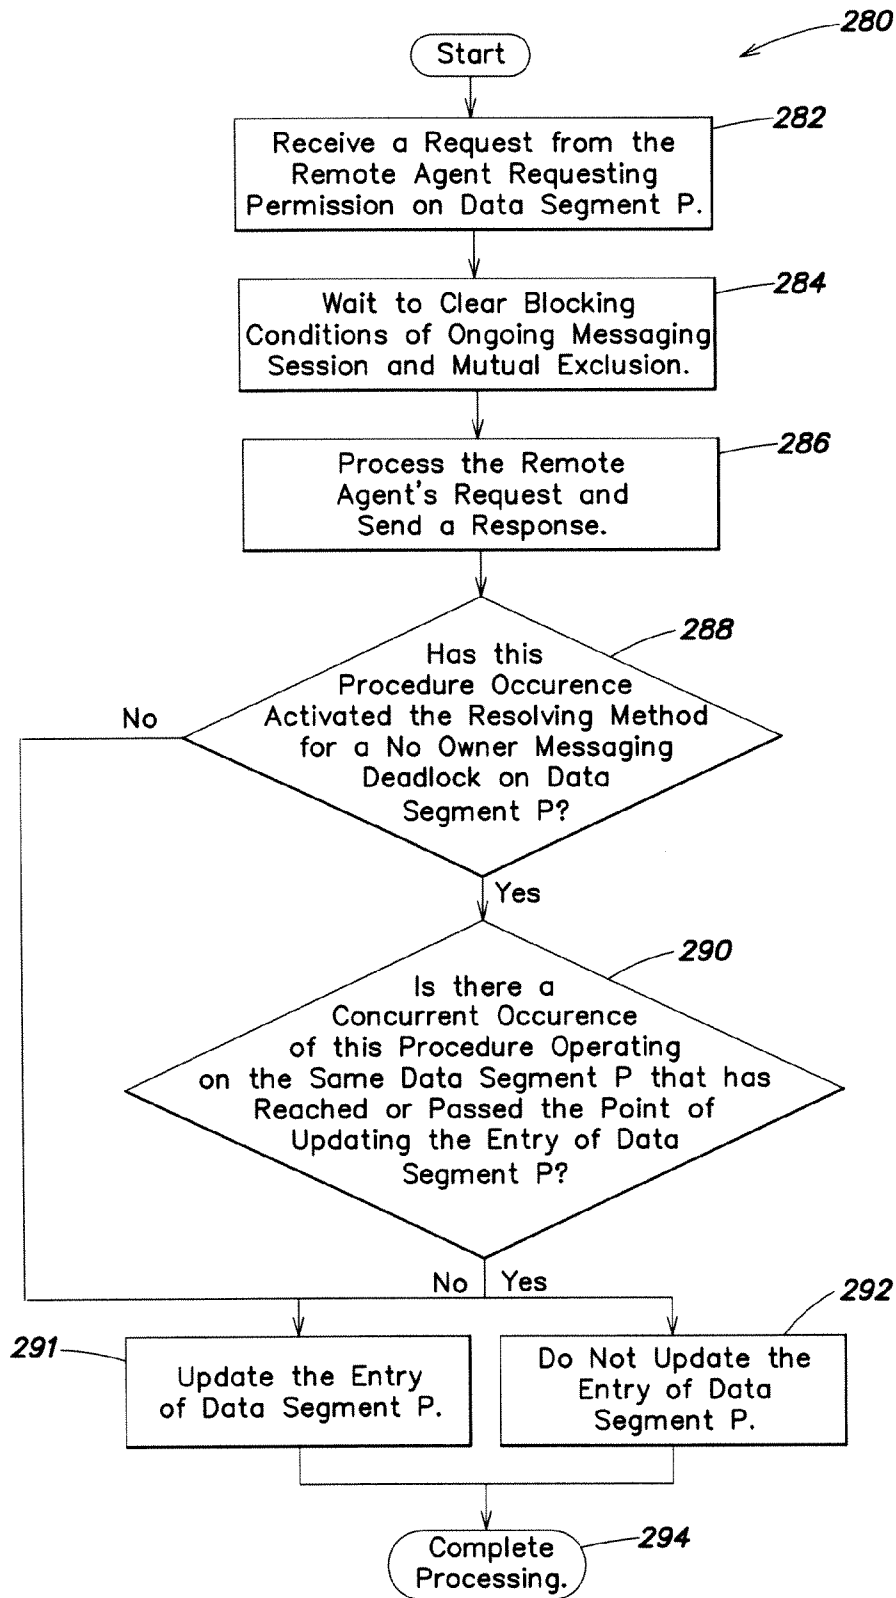 280
Start
282
Receive a Request from the
Remote Agent Requesting
Permission on Data Segment P.
284
Wait to Clear Blocking
Conditions of Ongoing Messaging
Session and Mutual Exclusion.
286
Process the Remote
Agent's Request and
Send a Response.
288
Has this
Procedure Occurence
Activated the Resolving Method
for a No Owner Messaging
Deadlock on Data
Segment P?
No
Yes
290
Is there a
Concurrent Occurence
of this Procedure Operating
on the Same Data Segment P that has
Reached or Passed the Point of
Updating the Entry of Data
Segment P?
No
Yes
291
Update the Entry
of Data Segment P.
292
Do Not Update the
Entry of Data
Segment P.
294
Complete
Processing.